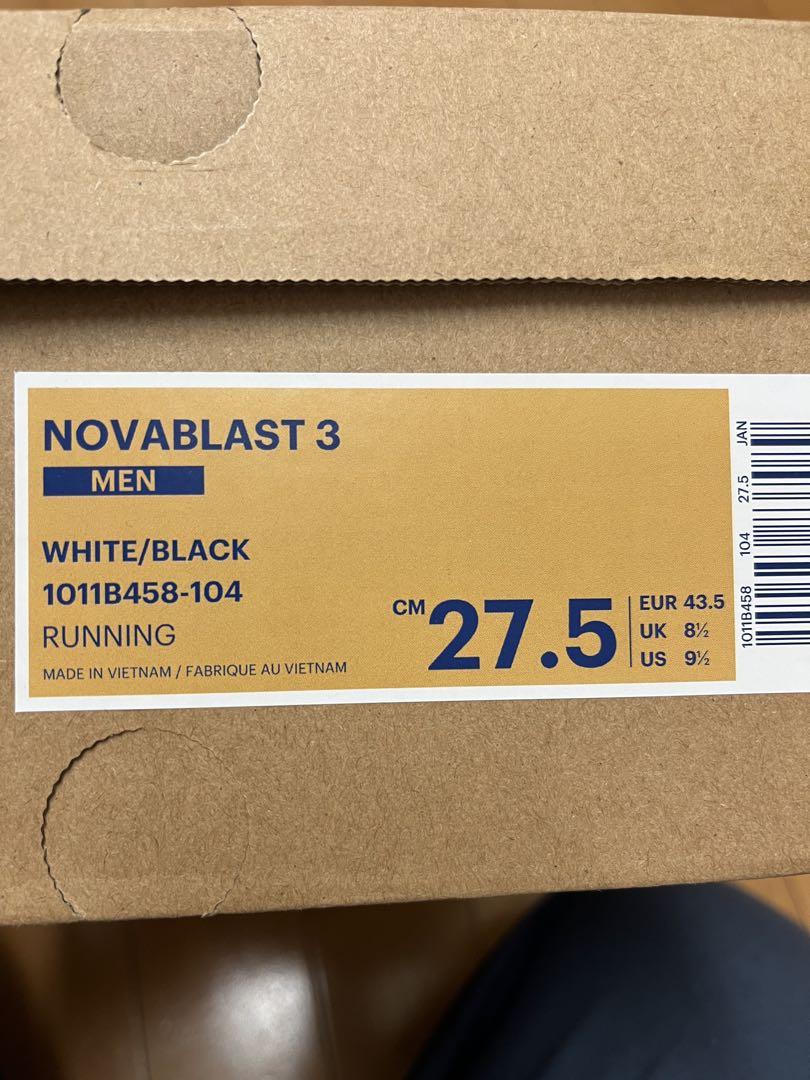 NOVABLAST 3
MEN
WHITE/BLACK
1011B458-104
RUNNING
MADE IN VIETNAM / FABRIQUE AU VIETNAM
CM 27.5
EUR 43.5
UK 8½
US 9½
1011B458 104 27.5 JAN